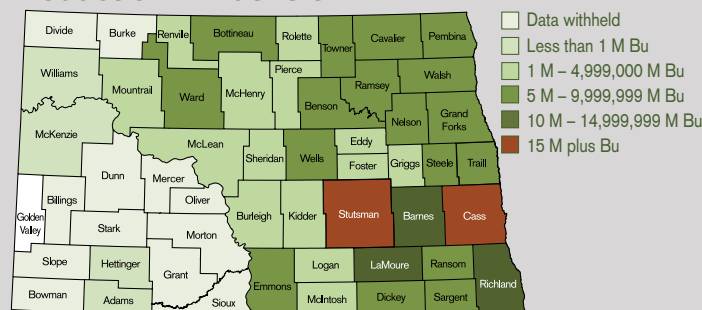 Divide
Burke
Renville
Bottineau
Rolette
Towner
Cavalier
Pembina
Williams
Mountrail
Ward
McHenry
Pierce
Benson
Ramsey
Walsh
Nelson
Grand
Forks
McKenzie
McLean
Sheridan
Wells
Eddy
Foster
Griggs
Steele
Traill
Dunn
Mercer
Oliver
Golden
Valley
Billings
Stark
Morton
Burleigh
Kidder
Stutsman
Barnes
Cass
Slope
Hettinger
Grant
Emmons
Logan
LaMoure
Ransom
Richland
Bowman
Adams
Sioux
McIntosh
Dickey
Sargent
Data withheld
Less than 1 M Bu
1 M – 4,999,000 M Bu
5 M – 9,999,999 M Bu
10 M – 14,999,999 M Bu
15 M plus Bu